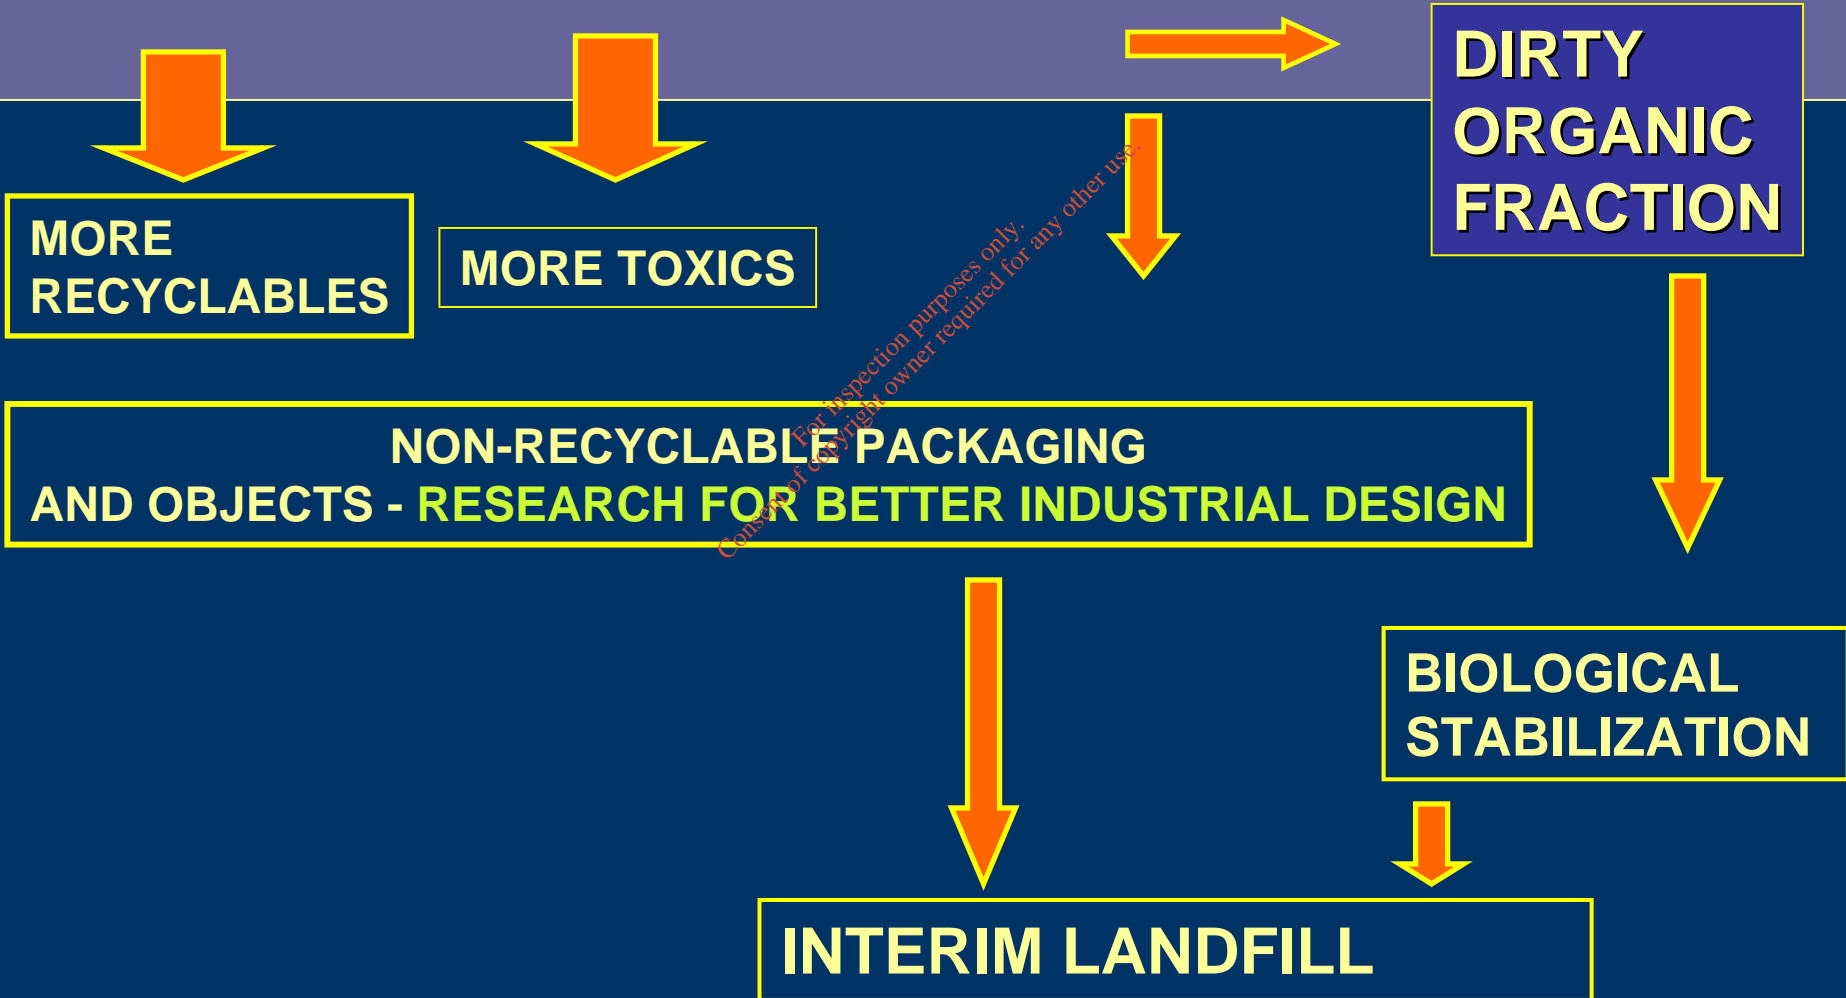 DIRTY
ORGANIC
FRACTION
MORE
RECYCLABLES
MORE TOXICS
For inspection purposes only.
Consent of copyright owner required for any other use.
NON-RECYCLABLE PACKAGING
AND OBJECTS - RESEARCH FOR BETTER INDUSTRIAL DESIGN
BIOLOGICAL
STABILIZATION
INTERIM LANDFILL